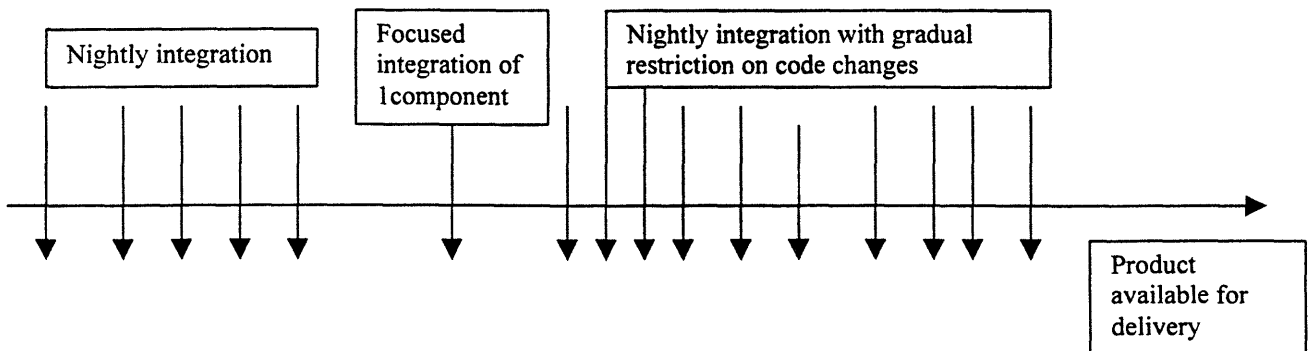 Nightly integration
Focused
integration of
1component
Nightly integration with gradual
restriction on code changes
Product
available for
delivery